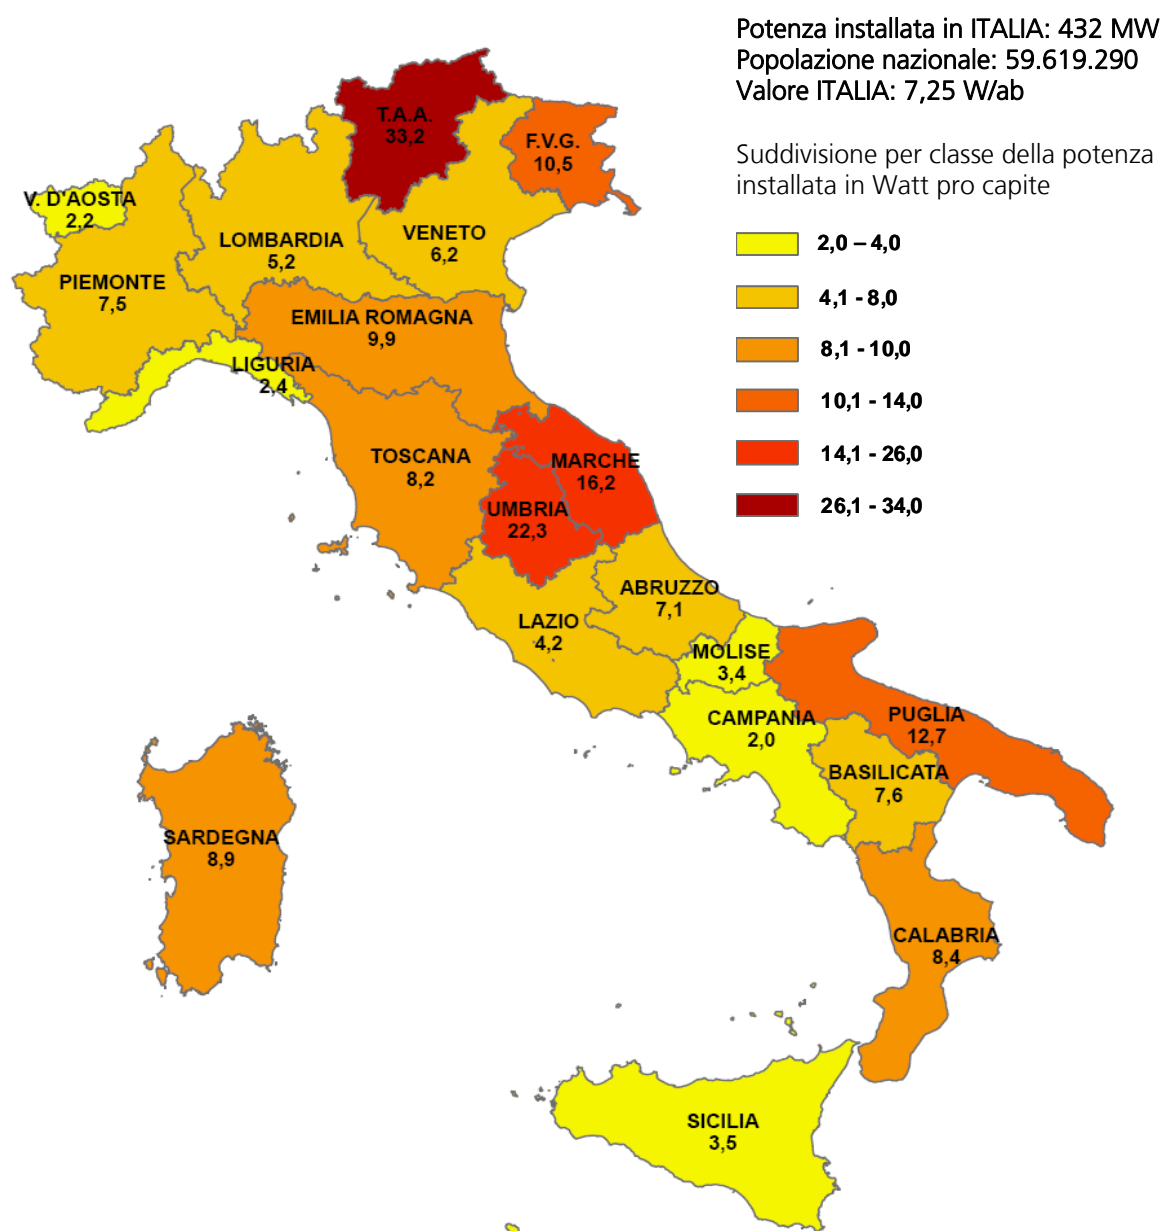 Potenza installata in ITALIA: 432 MW
Popolazione nazionale: 59.619.290
Valore ITALIA: 7,25 W/ab
Suddivisione per classe della potenza
installata in Watt pro capite
2,0 – 4,0
4,1 - 8,0
8,1 - 10,0
10,1 - 14,0
14,1 - 26,0
26,1 - 34,0
T.A.A.
33,2
F.V.G.
10,5
V. D'AOSTA
2,2
LOMBARDIA
5,2
VENETO
6,2
PIEMONTE
7,5
EMILIA ROMAGNA
9,9
LIGURIA
2,4
TOSCANA
8,2
MARCHE
16,2
UMBRIA
22,3
ABRUZZO
7,1
LAZIO
4,2
MOLISE
3,4
CAMPANIA
2,0
PUGLIA
12,7
BASILICATA
7,6
SARDEGNA
8,9
CALABRIA
8,4
SICILIA
3,5